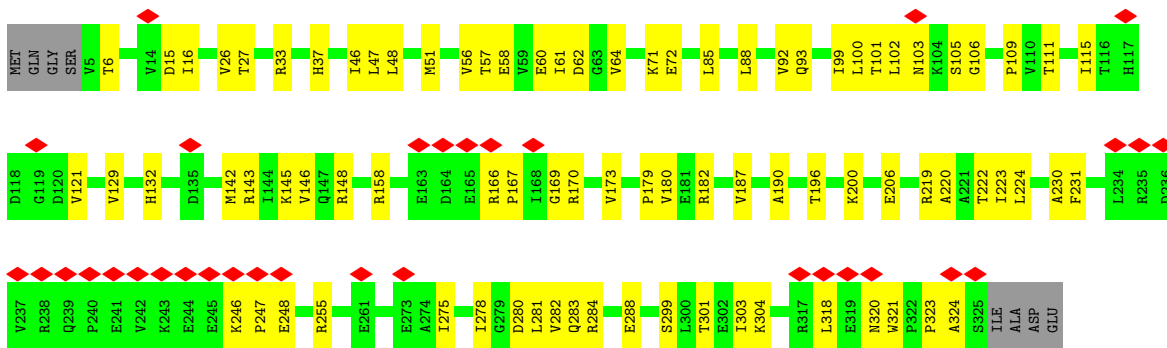 MET GLN GLY SER V5 T6 V14 D15 I16 V26 T27 R33 H37 I46 L47 L48 M51 V56 T57 E58 V59 E60 I61 D62 G63 V64 K71 E72 L85 L88 V92 Q93 I99 L100 T101 L102 N103 K104 S105 G106 P109 V110 T111 I115 T116 H117
D118 G119 D120 V121 V129 H132 D135 M142 R143 I144 K145 V146 Q147 R148 R158 E163 D164 E165 R166 P167 I168 G169 R170 V173 P179 V180 E181 R182 V187 A190 T196 K200 E206 R219 A220 A221 T222 I223 L224 A230 F231 L234 R235 D236
V237 R238 Q239 P240 E241 V242 K243 E244 E245 K246 P247 E248 R255 E261 E273 A274 I275 I278 G279 D280 L281 V282 Q283 R284 E288 S299 L300 T301 E302 I303 K304 R317 L318 E319 N320 W321 P322 P323 A324 S325 ILE ALA ASP GLU